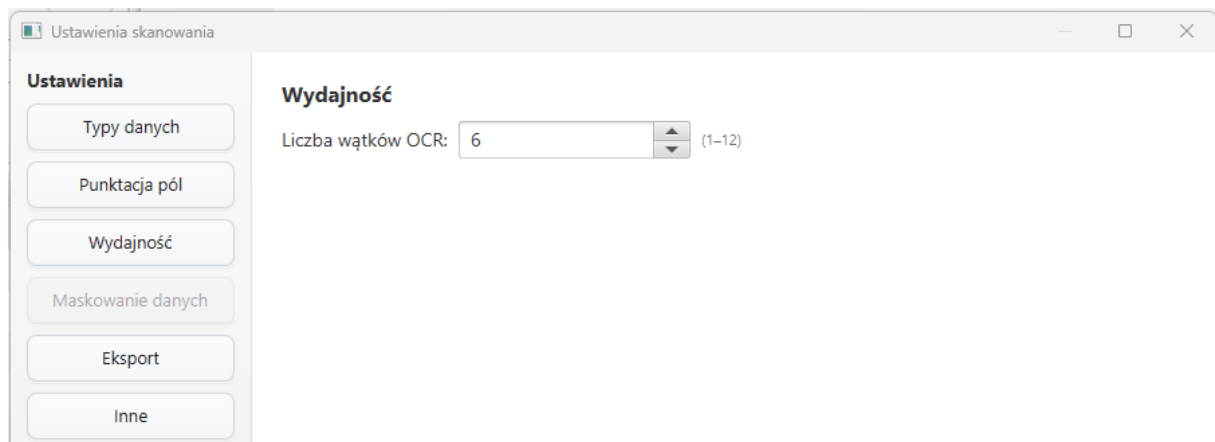 Ustawienia skanowania
Ustawienia
Typy danych
Punktacja pól
Wydajność
Maskowanie danych
Eksport
Inne
Wydajność
Liczba wątków OCR: 6 (1–12)